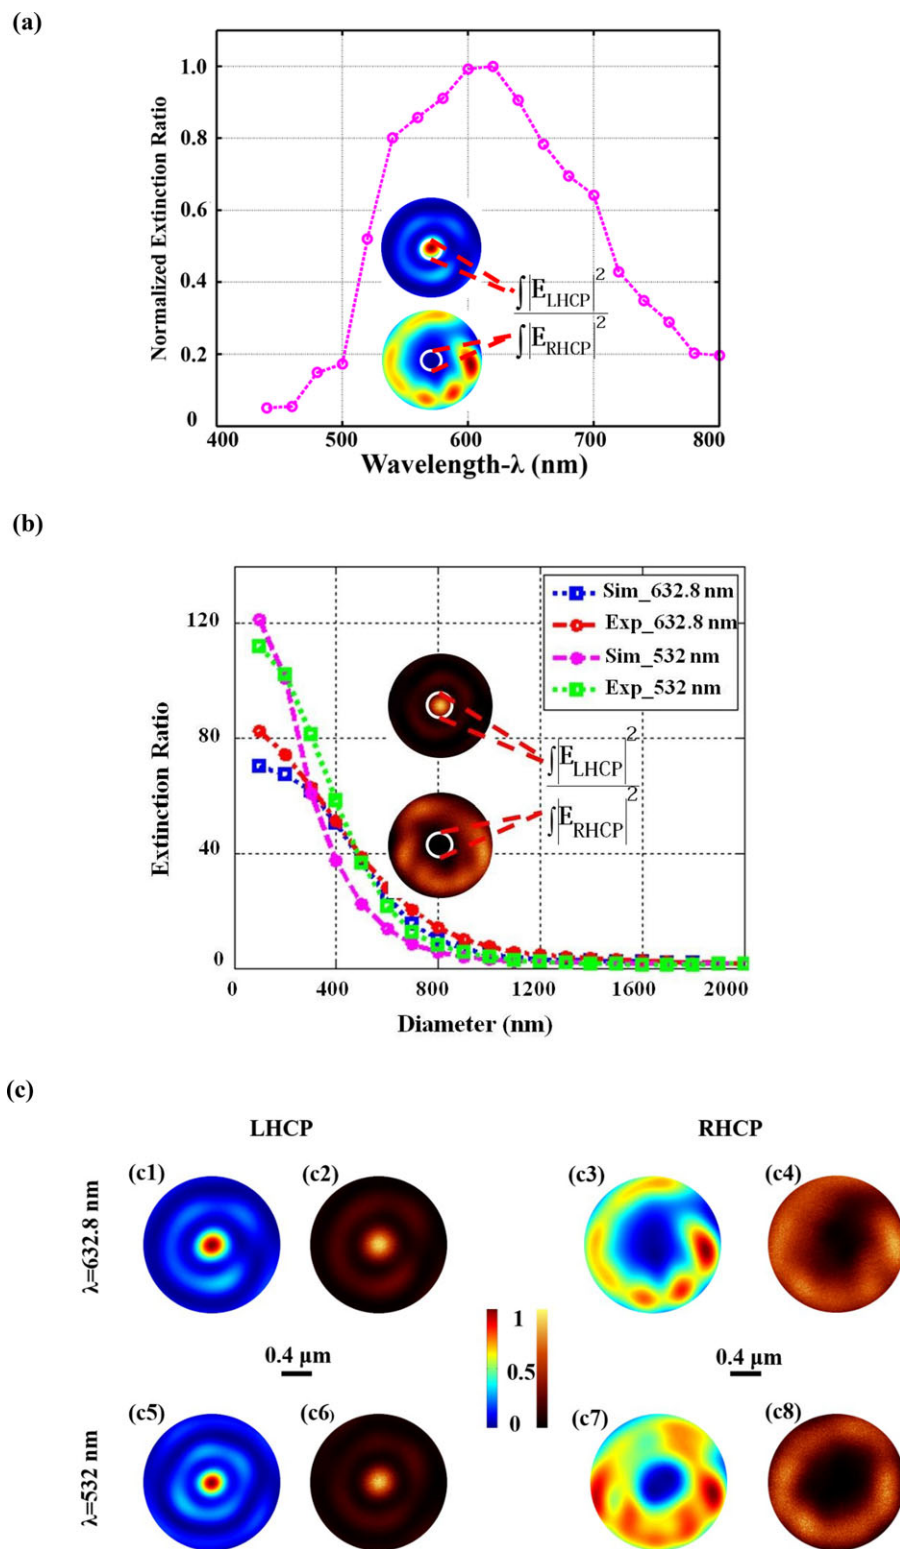 (a)
Normalized Extinction Ratio
1.0
0.8
0.6
0.4
0.2
0
∫|E_LHCP|²
∫|E_RHCP|²
400 500 600 700 800
Wavelength-λ (nm)
(b)
Extinction Ratio
120
80
40
0
Sim_632.8 nm
Exp_632.8 nm
Sim_532 nm
Exp_532 nm
∫|E_LHCP|²
∫|E_RHCP|²
0 400 800 1200 1600 2000
Diameter (nm)
(c)
LHCP RHCP
λ=632.8 nm
(c1) (c2) (c3) (c4)
0.4 μm 0.4 μm
1
0.5
0
λ=532 nm
(c5) (c6) (c7) (c8)